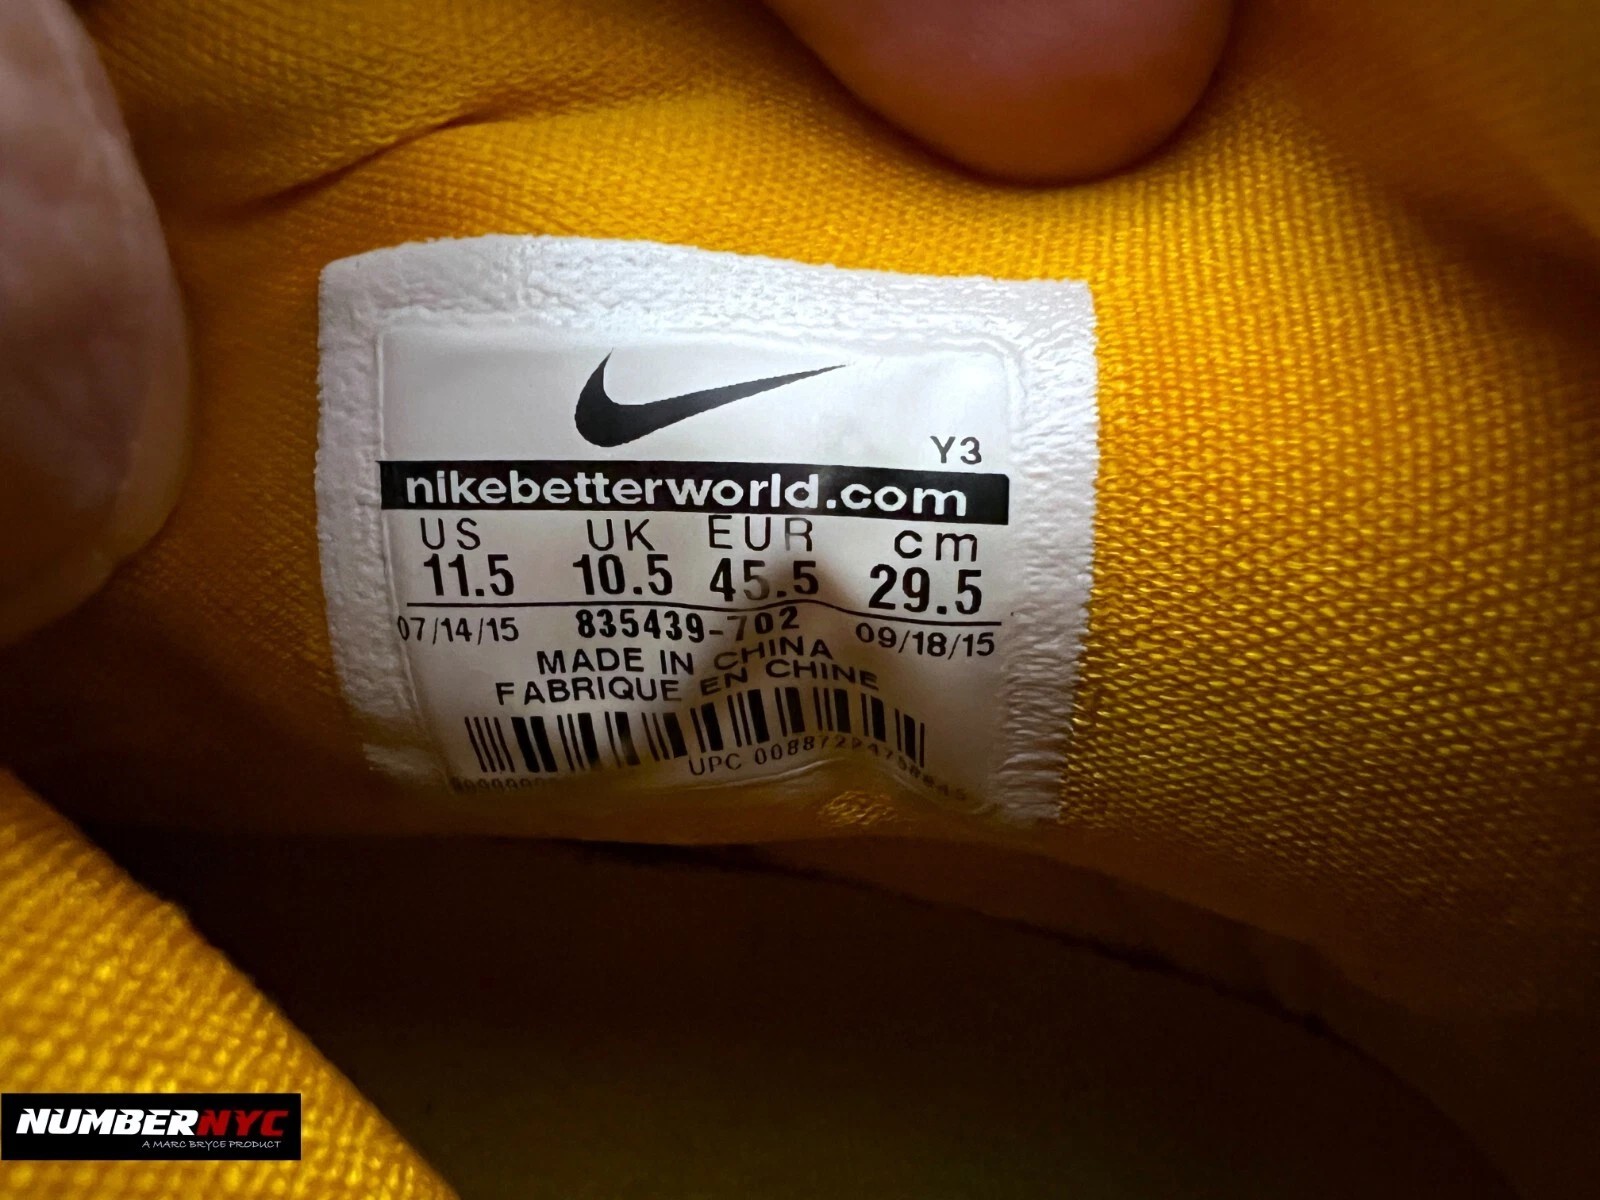 Y3
nikebetterworld.com
US UK EUR cm
11.5 10.5 45.5 29.5
07/14/15 835439-702 09/18/15
MADE IN CHINA
FABRIQUE EN CHINE
UPC
NUMBERNYC
A MARC BRYCE PRODUCT